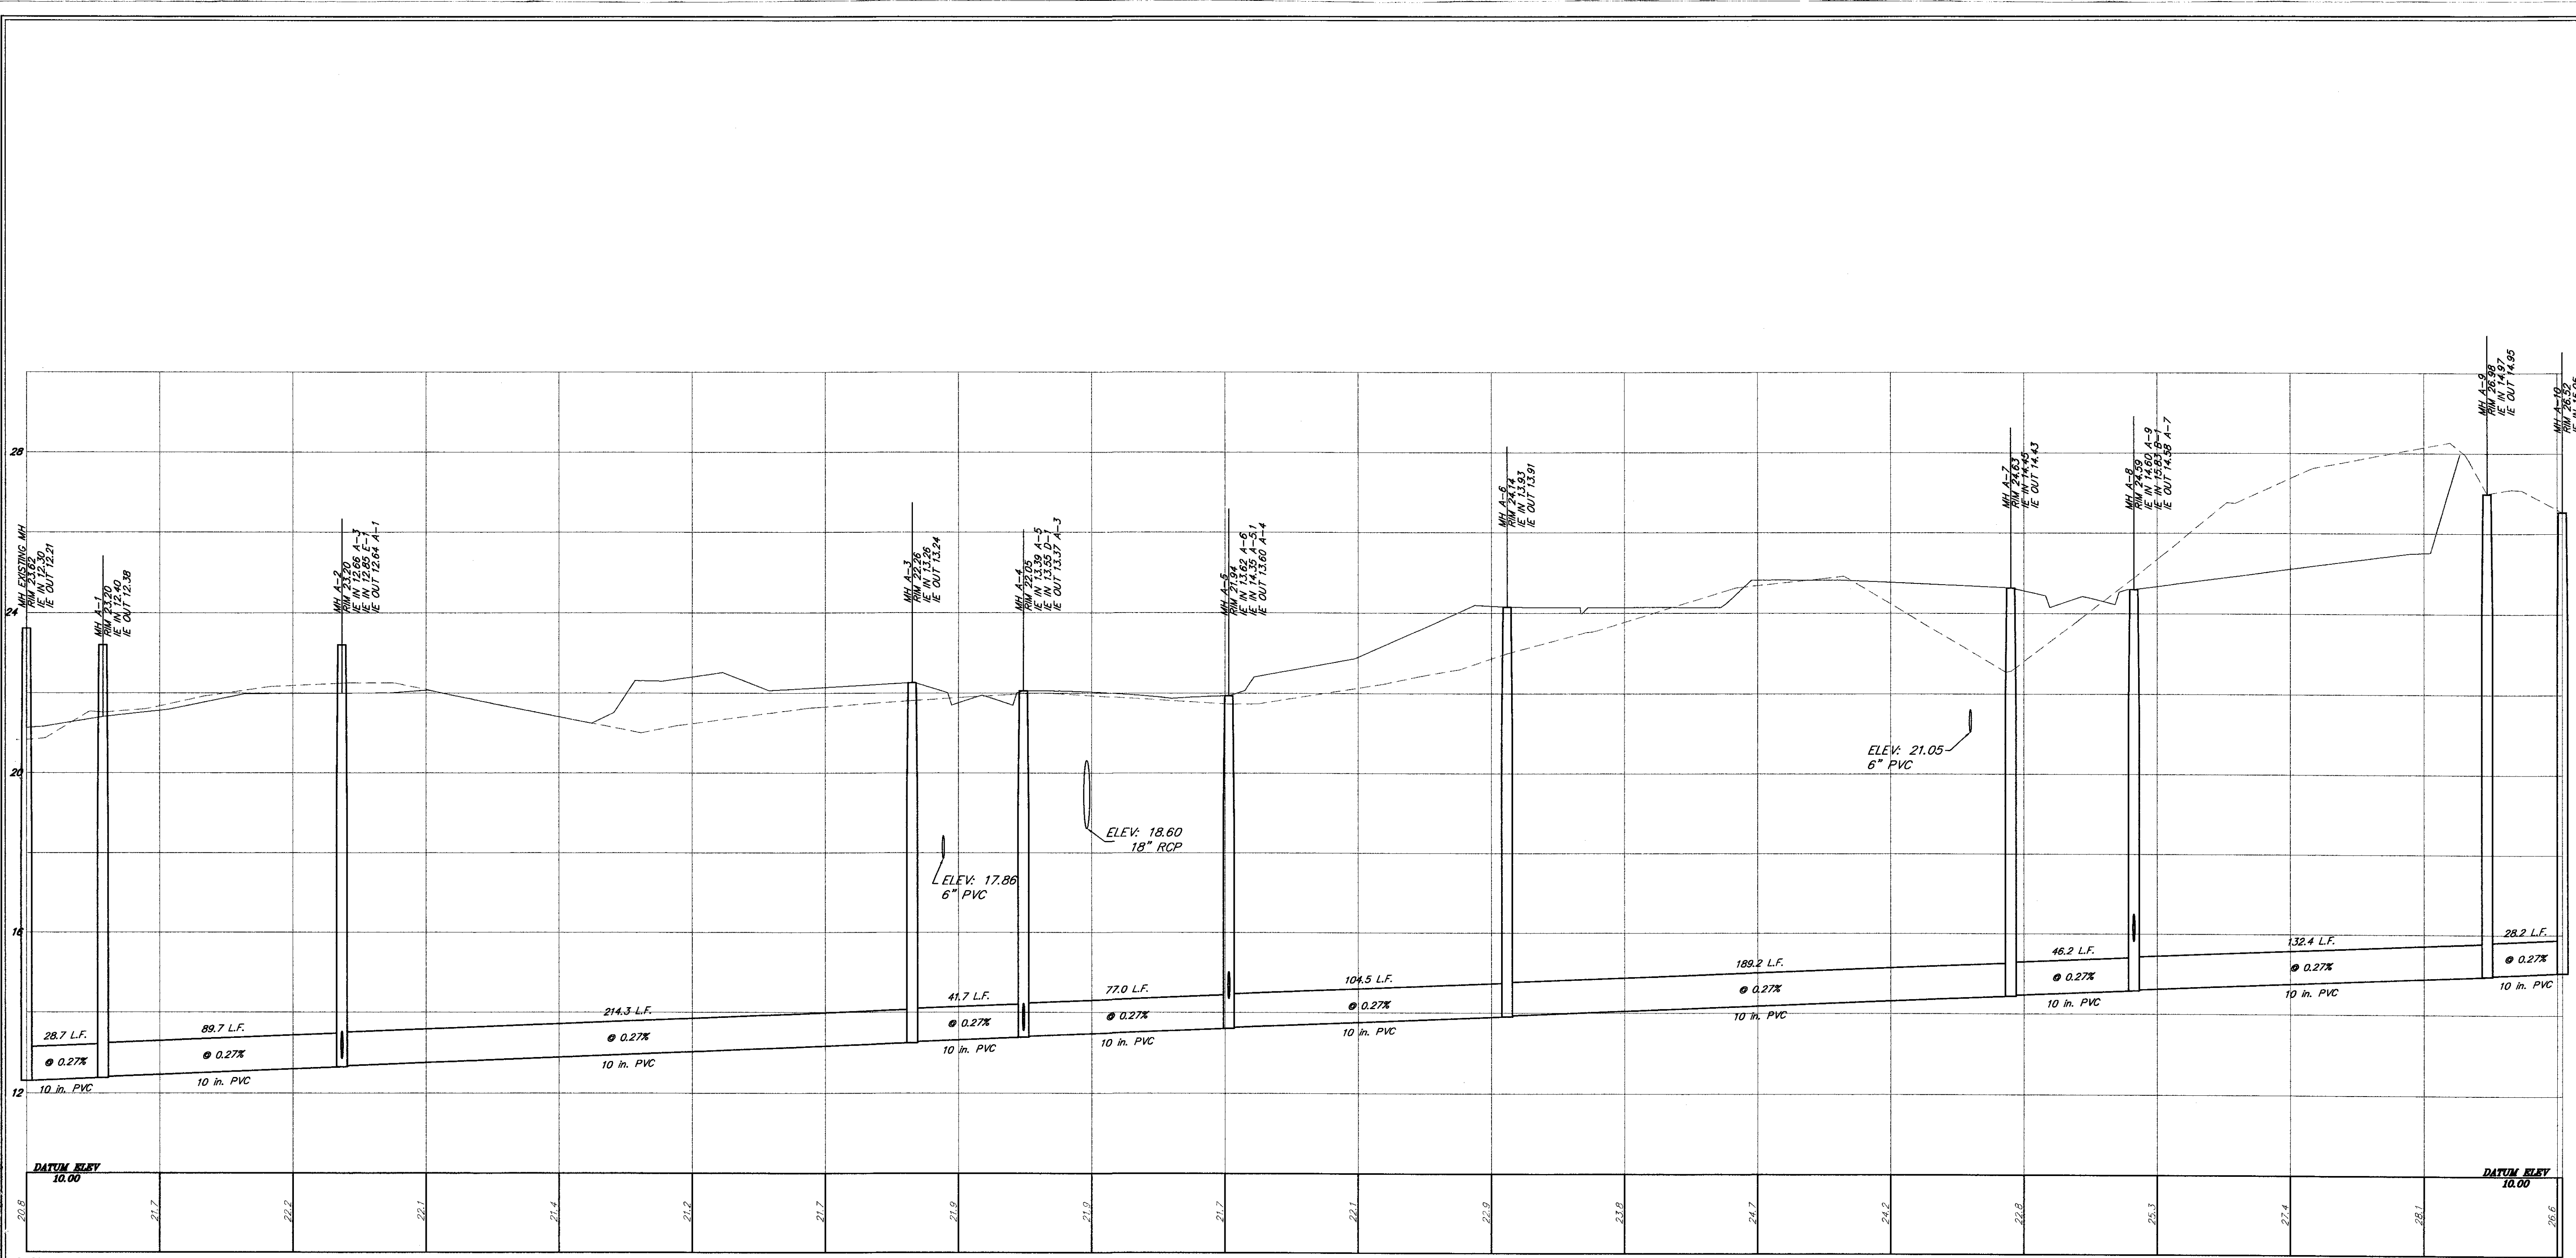 MH EXISTING MH
RIM 23.62
IE IN 12.30
IE OUT 12.21
MH A-1
RIM 23.20
IE IN 12.40
IE OUT 12.38
MH A-2
RIM 23.20
IE IN 12.66 A-3
IE IN 12.85 E-1
IE OUT 12.64 A-1
MH A-3
RIM 22.26
IE IN 13.26
IE OUT 13.24
MH A-4
RIM 22.05
IE IN 13.39 A-5
IE IN 13.55 D-1
IE OUT 13.37 A-3
MH A-5
RIM 21.94
IE IN 13.62 A-6
IE IN 14.35 A-5.1
IE OUT 13.60 A-4
MH A-6
RIM 24.14
IE IN 13.93
IE OUT 13.91
MH A-7
RIM 24.63
IE IN 14.45
IE OUT 14.43
MH A-8
RIM 24.59
IE IN 14.60 A-9
IE IN 15.83 B-1
IE OUT 14.58 A-7
MH A-9
RIM 26.98
IE IN 14.97
IE OUT 14.95
MH A-10
RIM 26.52
28
24
20
16
12
ELEV: 17.86
6" PVC
ELEV: 18.60
18" RCP
ELEV: 21.05
6" PVC
28.7 L.F.
@ 0.27%
10 in. PVC
89.7 L.F.
@ 0.27%
10 in. PVC
214.3 L.F.
@ 0.27%
10 in. PVC
41.7 L.F.
@ 0.27%
10 in. PVC
77.0 L.F.
@ 0.27%
10 in. PVC
104.5 L.F.
@ 0.27%
10 in. PVC
189.2 L.F.
@ 0.27%
10 in. PVC
46.2 L.F.
@ 0.27%
10 in. PVC
132.4 L.F.
@ 0.27%
10 in. PVC
28.2 L.F.
@ 0.27%
10 in. PVC
DATUM ELEV
10.00
DATUM ELEV
10.00
20.8
21.7
22.2
22.1
21.4
21.2
21.7
21.9
21.9
21.7
22.1
22.9
23.8
24.7
24.2
22.8
25.3
27.4
28.1
26.6